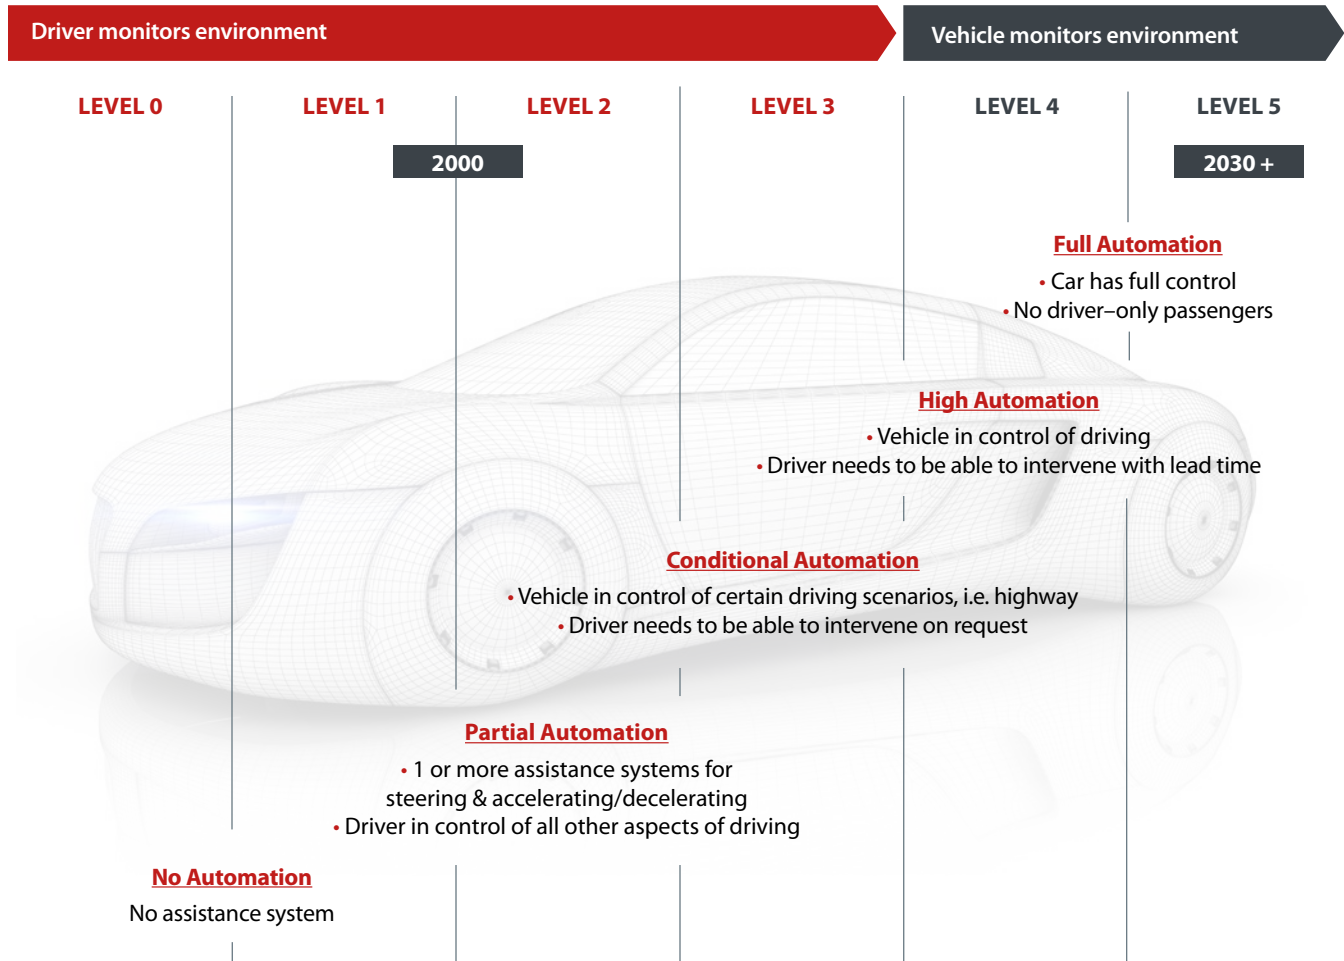 Driver monitors environment
Vehicle monitors environment
LEVEL 0
LEVEL 1
LEVEL 2
LEVEL 3
LEVEL 4
LEVEL 5
2000
2030 +
Full Automation
• Car has full control
• No driver–only passengers
High Automation
• Vehicle in control of driving
• Driver needs to be able to intervene with lead time
Conditional Automation
• Vehicle in control of certain driving scenarios, i.e. highway
• Driver needs to be able to intervene on request
Partial Automation
• 1 or more assistance systems for
steering & accelerating/decelerating
• Driver in control of all other aspects of driving
No Automation
No assistance system